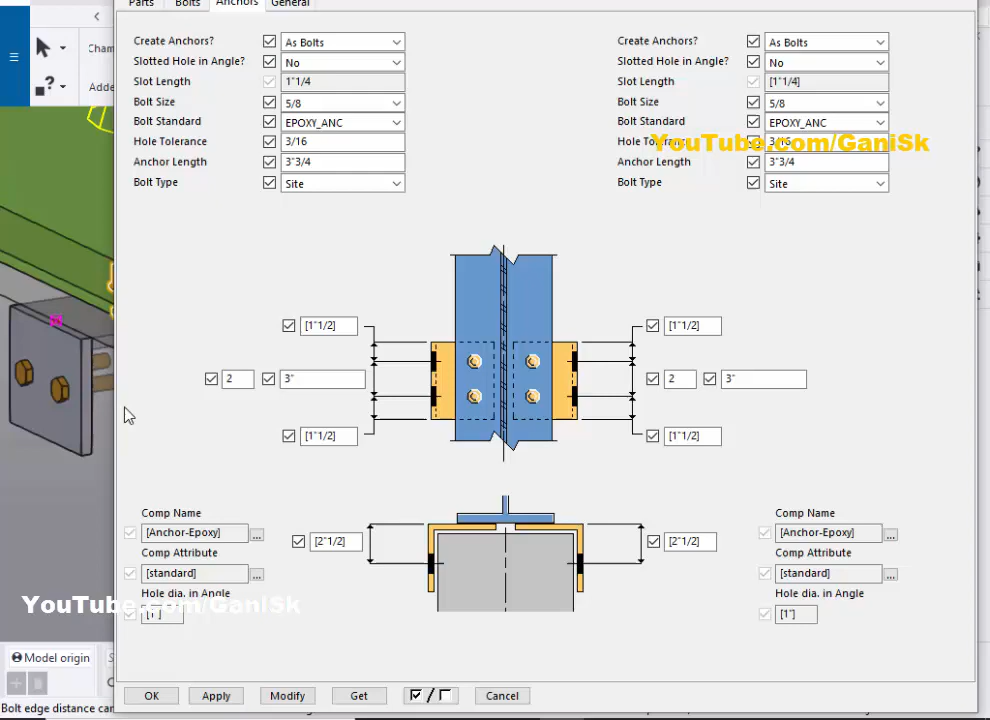 Parts Bolts Anchors General
Cham
Adde
Create Anchors? As Bolts
Slotted Hole in Angle? No
Slot Length 1"1/4
Bolt Size 5/8
Bolt Standard EPOXY_ANC
Hole Tolerance 3/16
Anchor Length 3"3/4
Bolt Type Site
Create Anchors? As Bolts
Slotted Hole in Angle? No
Slot Length [1"1/4]
Bolt Size 5/8
Bolt Standard EPOXY_ANC
Hole Tolerance 3/16
YouTube.com/GaniSk
Anchor Length 3"3/4
Bolt Type Site
[1"1/2] [1"1/2]
2 3" 2 3"
[1"1/2] [1"1/2]
Comp Name
[Anchor-Epoxy] ...
Comp Attribute
[standard] ...
Hole dia. in Angle
[1"]
YouTube.com/GaniSk
[2"1/2] [2"1/2]
Comp Name
[Anchor-Epoxy] ...
Comp Attribute
[standard] ...
Hole dia. in Angle
[1"]
Model origin
OK Apply Modify Get / Cancel
Bolt edge distance can